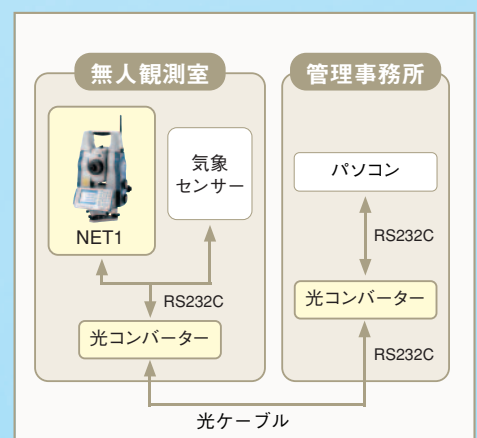 無人観測室
NET1
気象
センサー
RS232C
光コンバーター
管理事務所
パソコン
RS232C
光コンバーター
RS232C
光ケーブル